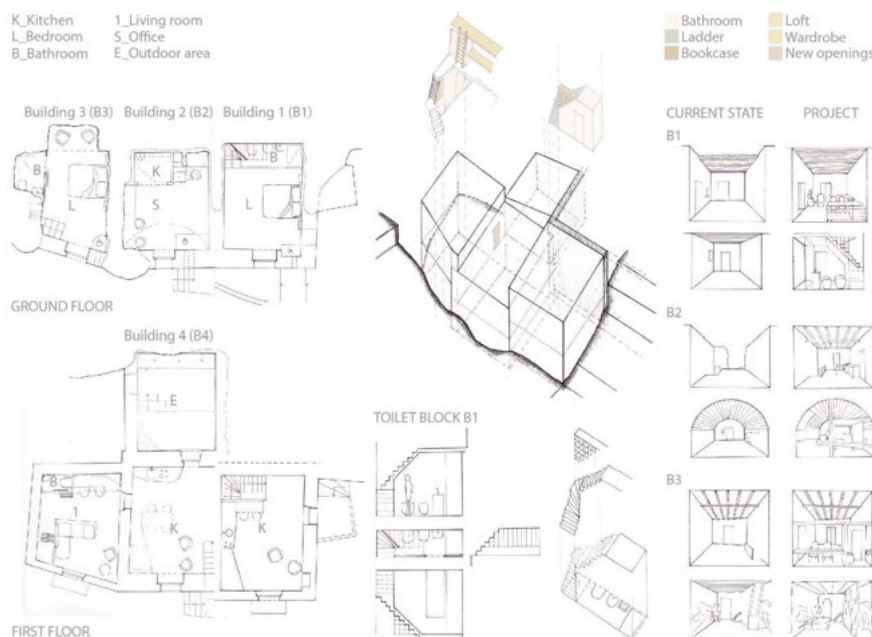 K_Kitchen
L_Bedroom
B_Bathroom
1_Living room
S_Office
E_Outdoor area
Bathroom
Ladder
Bookcase
Loft
Wardrobe
New openings
Building 3 (B3)
Building 2 (B2)
Building 1 (B1)
B
L
K
S
B
L
GROUND FLOOR
Building 4 (B4)
E
B
1
K
K
FIRST FLOOR
TOILET BLOCK B1
CURRENT STATE
PROJECT
B1
B2
B3